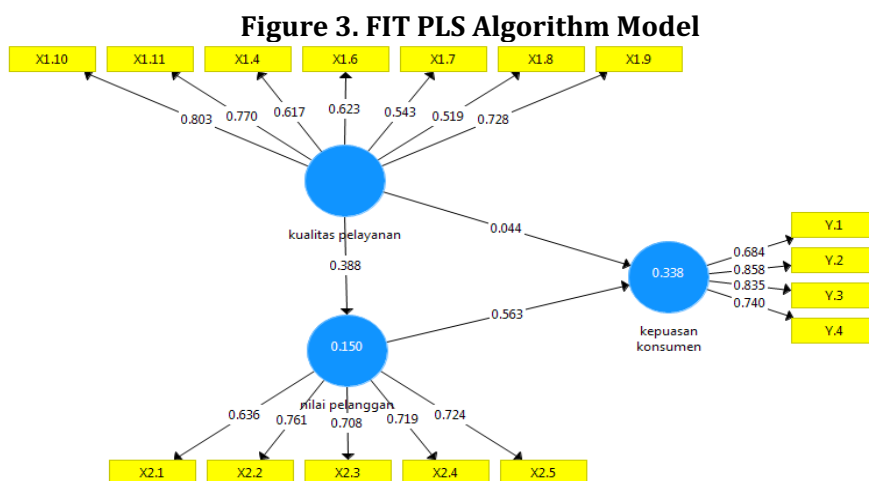 Figure 3. FIT PLS Algorithm Model
X1.10 X1.11 X1.4 X1.6 X1.7 X1.8 X1.9
0.803 0.770 0.617 0.623 0.543 0.519 0.728
kualitas pelayanan
0.044
0.388
0.338
kepuasan
konsumen
0.684
0.858
0.835
0.740
Y.1
Y.2
Y.3
Y.4
0.563
0.150
nilai pelanggan
0.636 0.761 0.708 0.719 0.724
X2.1 X2.2 X2.3 X2.4 X2.5